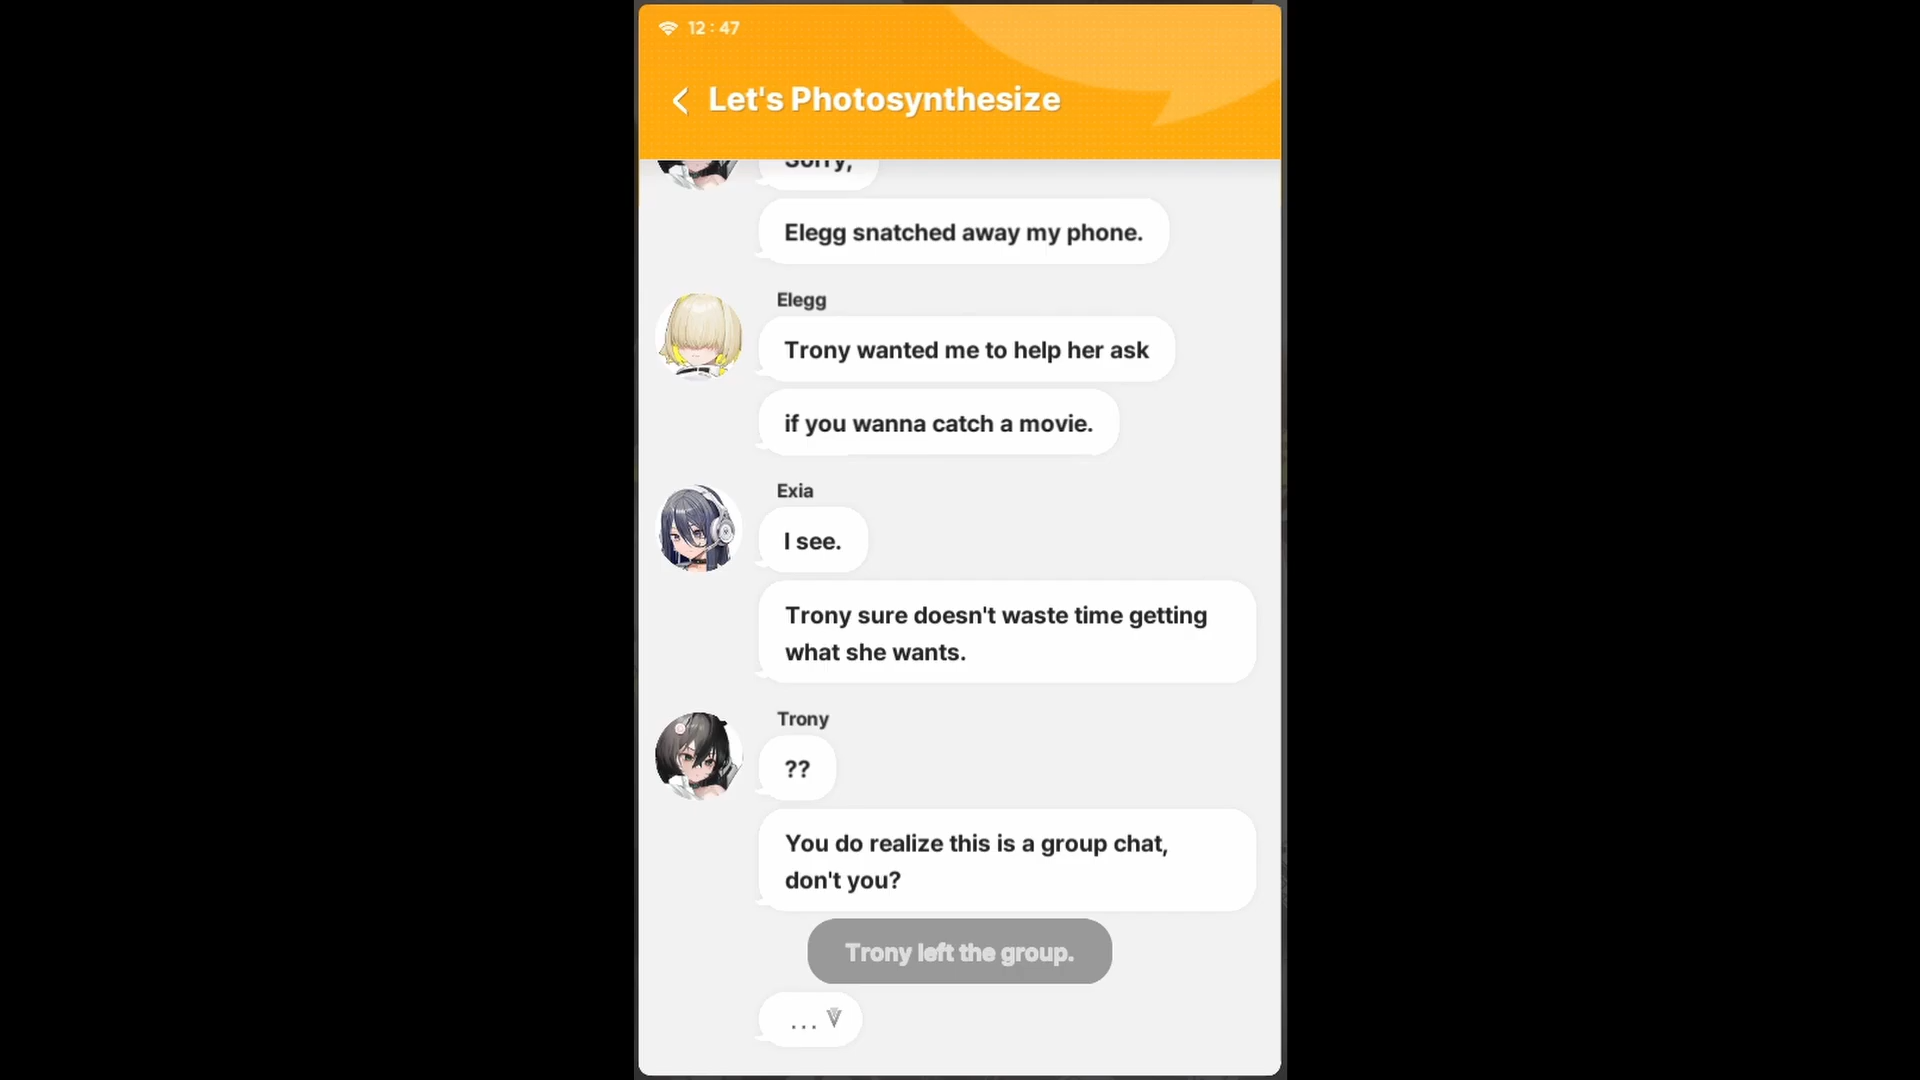 12:47
Let's Photosynthesize
Sorry,
Elegg snatched away my phone.
Elegg
Trony wanted me to help her ask
if you wanna catch a movie.
Exia
I see.
Trony sure doesn't waste time getting
what she wants.
Trony
??
You do realize this is a group chat,
don't you?
Trony left the group.
...